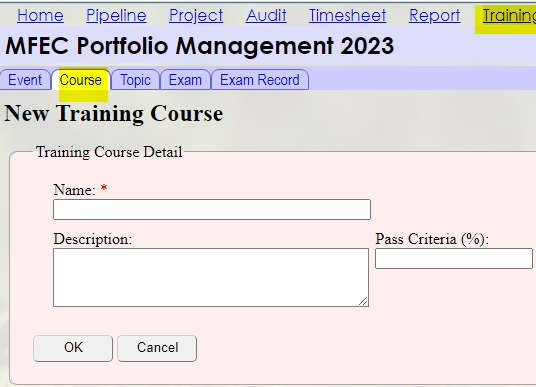 Home Pipeline Project Audit Timesheet Report Training
MFEC Portfolio Management 2023
Event Course Topic Exam Exam Record
New Training Course
Training Course Detail
Name: *
Description: Pass Criteria (%):
OK Cancel